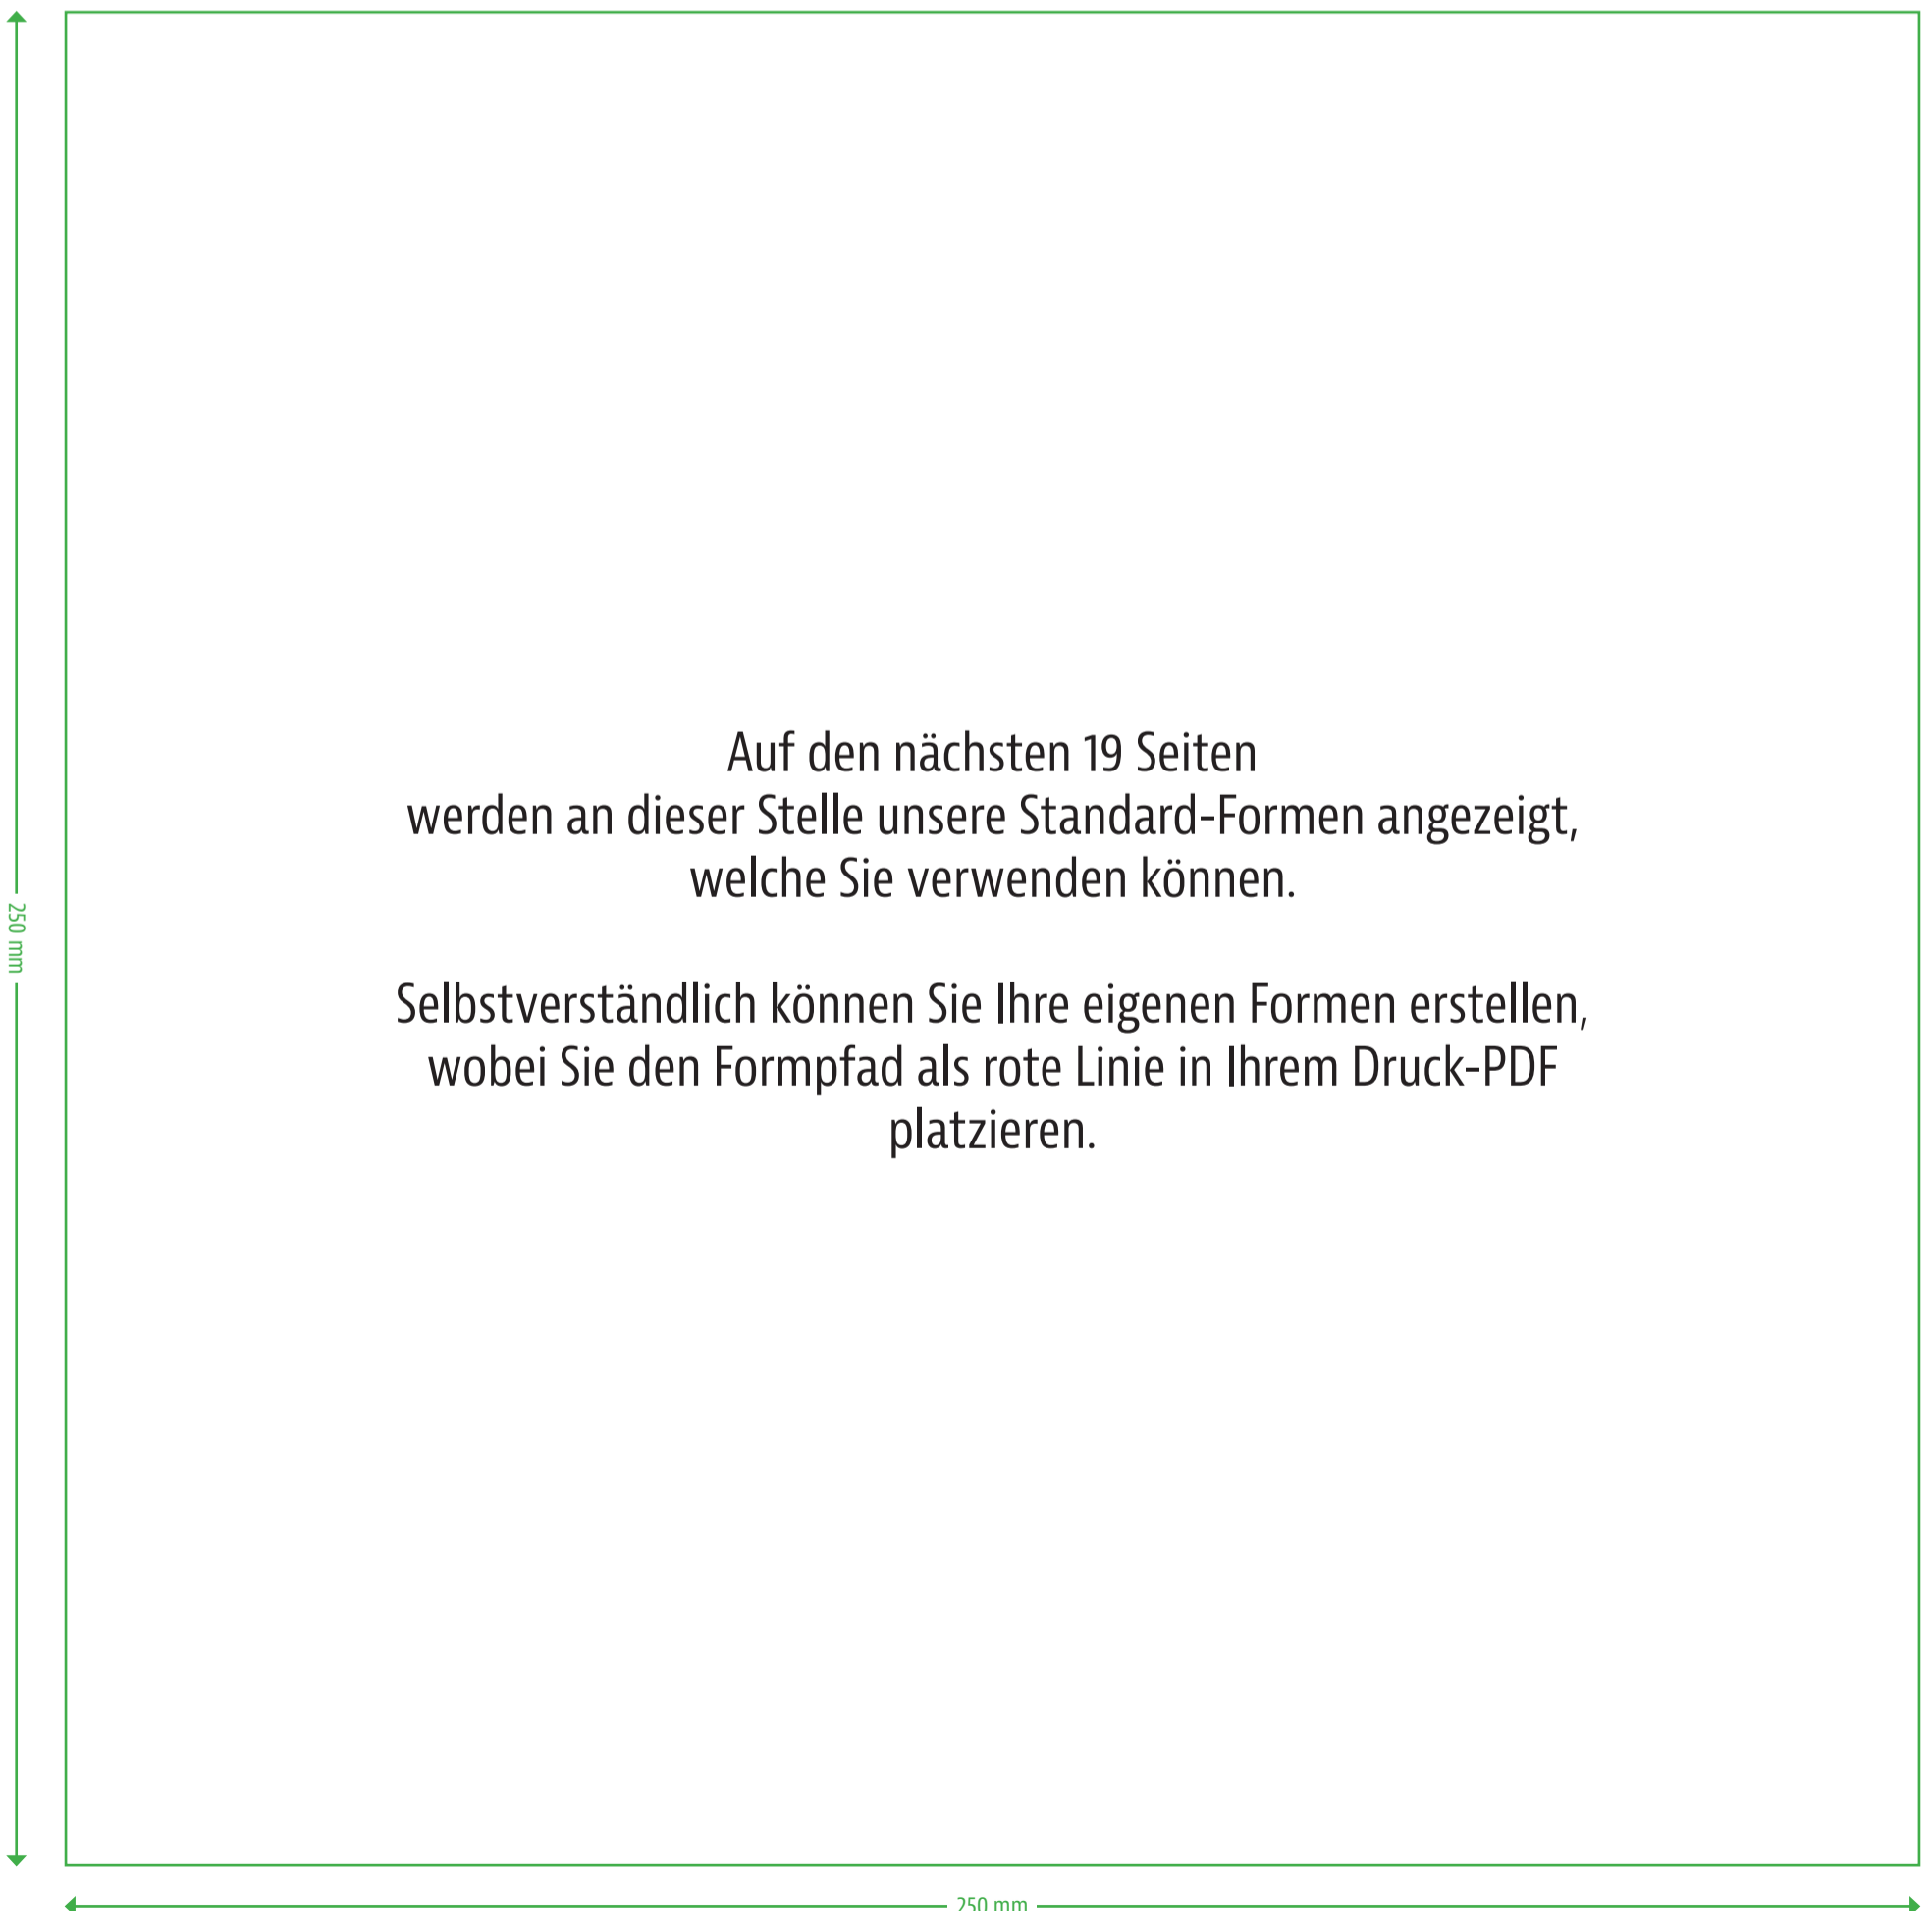 Auf den nächsten 19 Seiten
werden an dieser Stelle unsere Standard-Formen angezeigt,
welche Sie verwenden können.
Selbstverständlich können Sie Ihre eigenen Formen erstellen,
wobei Sie den Formpfad als rote Linie in Ihrem Druck-PDF
platzieren.
250 mm
250 mm